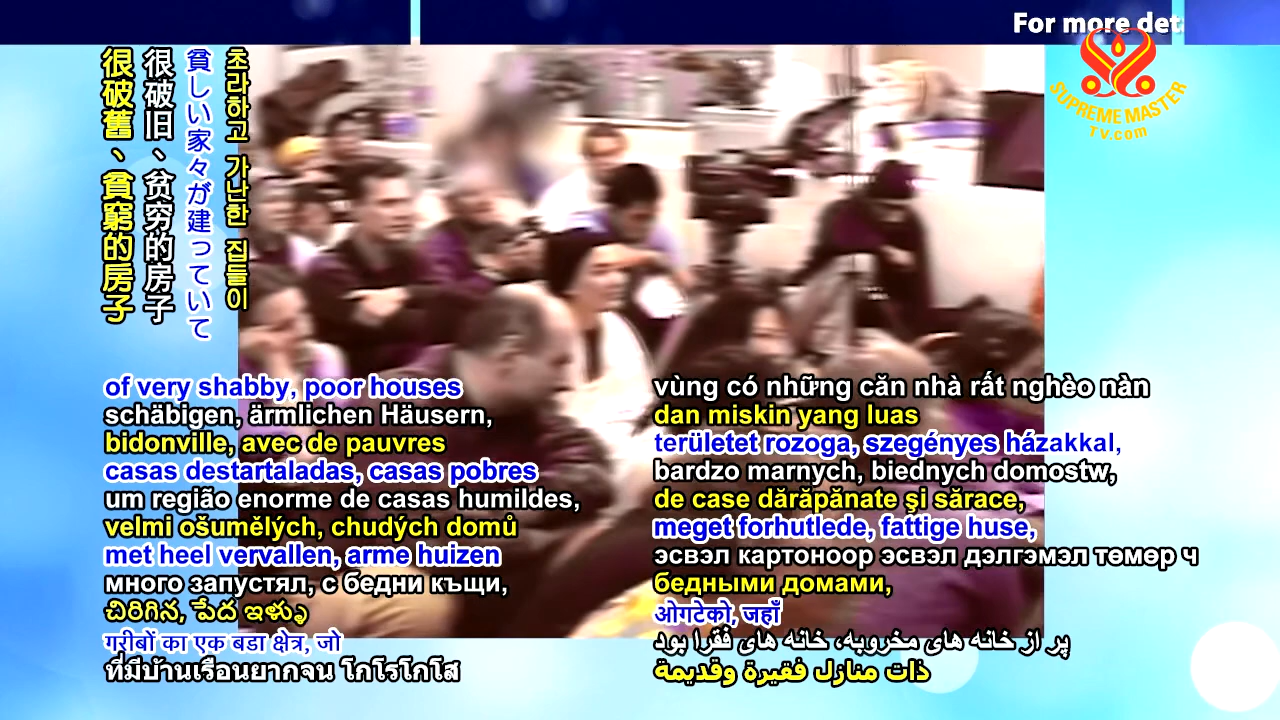 For more det
SUPREME MASTER
TV.com
초라하고 가난한 집들이
貧しい家々が建っていて
很破旧、贫穷的房子
很破舊、貧窮的房子
of very shabby, poor houses
schäbigen, ärmlichen Häusern,
bidonville, avec de pauvres
casas destartaladas, casas pobres
um região enorme de casas humildes,
velmi ošumělých, chudých domů
met heel vervallen, arme huizen
много запустял, с бедни къщи,
చిరిగిన, పేద ఇళ్ళు
गरीबों का एक बडा क्षेत्र, जो
ที่มีบ้านเรือนยากจน โกโรโกโส
vùng có những căn nhà rất nghèo nàn
dan miskin yang luas
területet rozoga, szegényes házakkal,
bardzo marnych, biednych domostw,
de case dărăpănate şi sărace,
meget forhutlede, fattige huse,
эсвэл картоноор эсвэл дэлгэмэл төмөр ч
бедными домами,
ओगटेको, जहाँ
پر از خانه های مخروبه، خانه های فقرا بود
ذات منازل فقيرة وقديمة